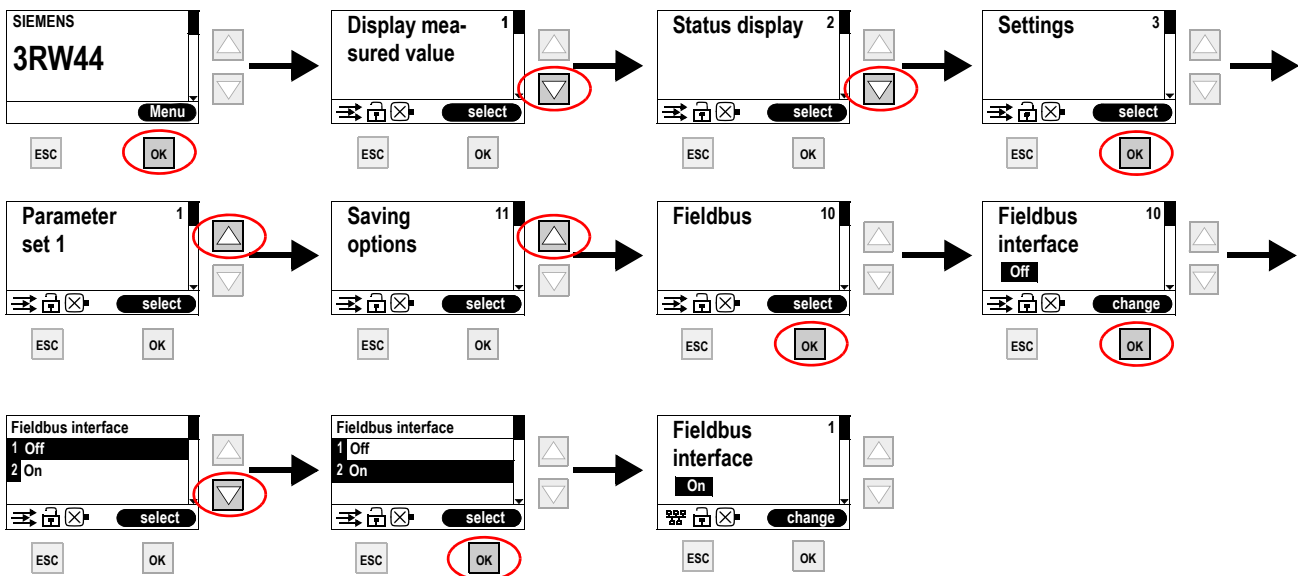 SIEMENS
3RW44
Menu
ESC OK
Display mea- 1
sured value
select
ESC OK
Status display 2
select
ESC OK
Settings 3
select
ESC OK
Parameter 1
set 1
select
ESC OK
Saving 11
options
select
ESC OK
Fieldbus 10
select
ESC OK
Fieldbus 10
interface
Off
change
ESC OK
Fieldbus interface
1 Off
2 On
select
ESC OK
Fieldbus interface
1 Off
2 On
select
ESC OK
Fieldbus 1
interface
On
change
ESC OK